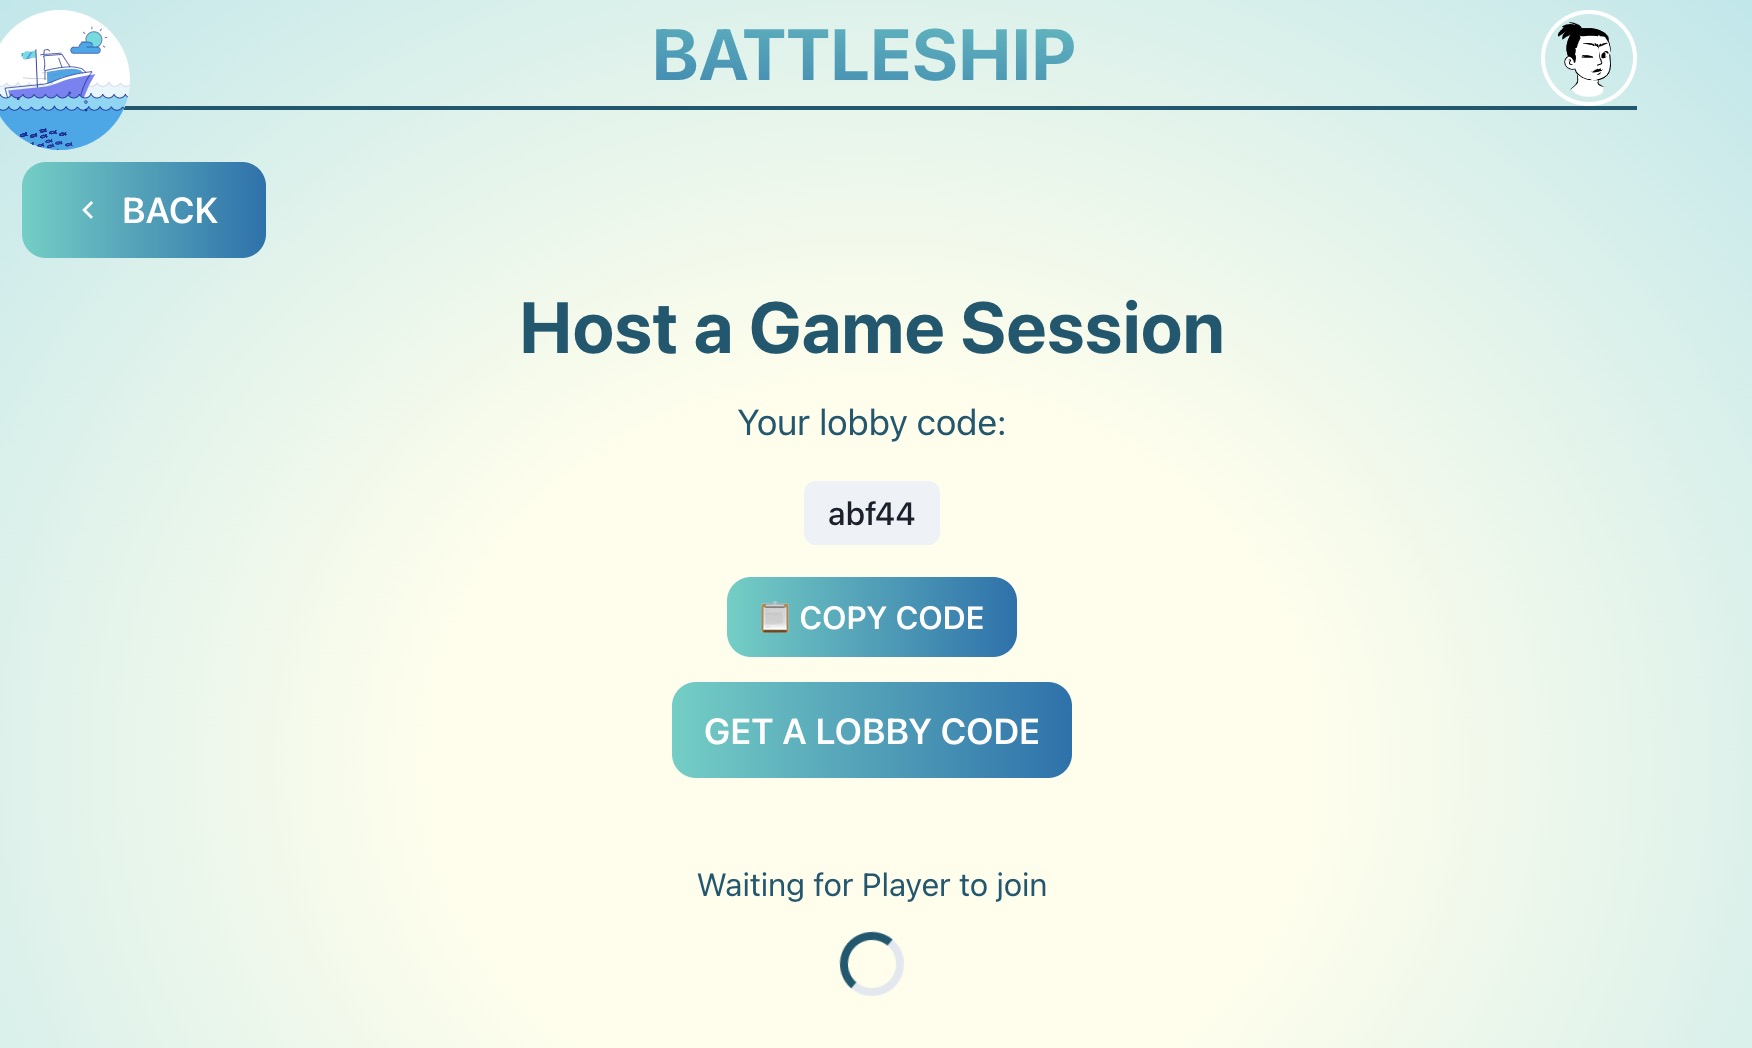 BATTLESHIP
BACK
Host a Game Session
Your lobby code:
abf44
📋 COPY CODE
GET A LOBBY CODE
Waiting for Player to join